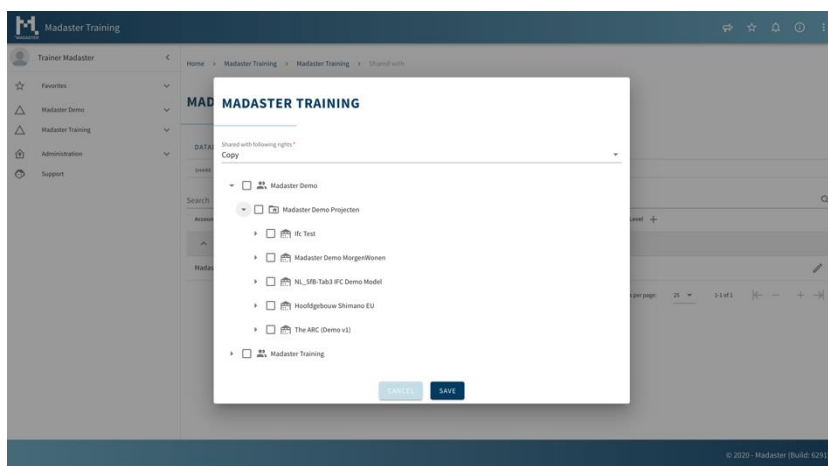 MADASTER
Madaster Training
Trainer Madaster
Home > Madaster Training > Madaster Training > Shared with
Favorites
Madaster Demo
Madaster Training
Administration
Support
MAD
MADASTER TRAINING
DATA
Shared with following rights *
Copy
SHARE
Search
Madaster Demo
Madaster Demo Projecten
Level
Ifc Test
Madaster Demo MorgenWonen
Madas
NL_SfB-Tab3 IFC Demo Model
Hoofdgebouw Shimano EU
s per page: 25 1-1 of 1
The ARC (Demo v1)
Madaster Training
CANCEL SAVE
© 2020 - Madaster (Build: 6291